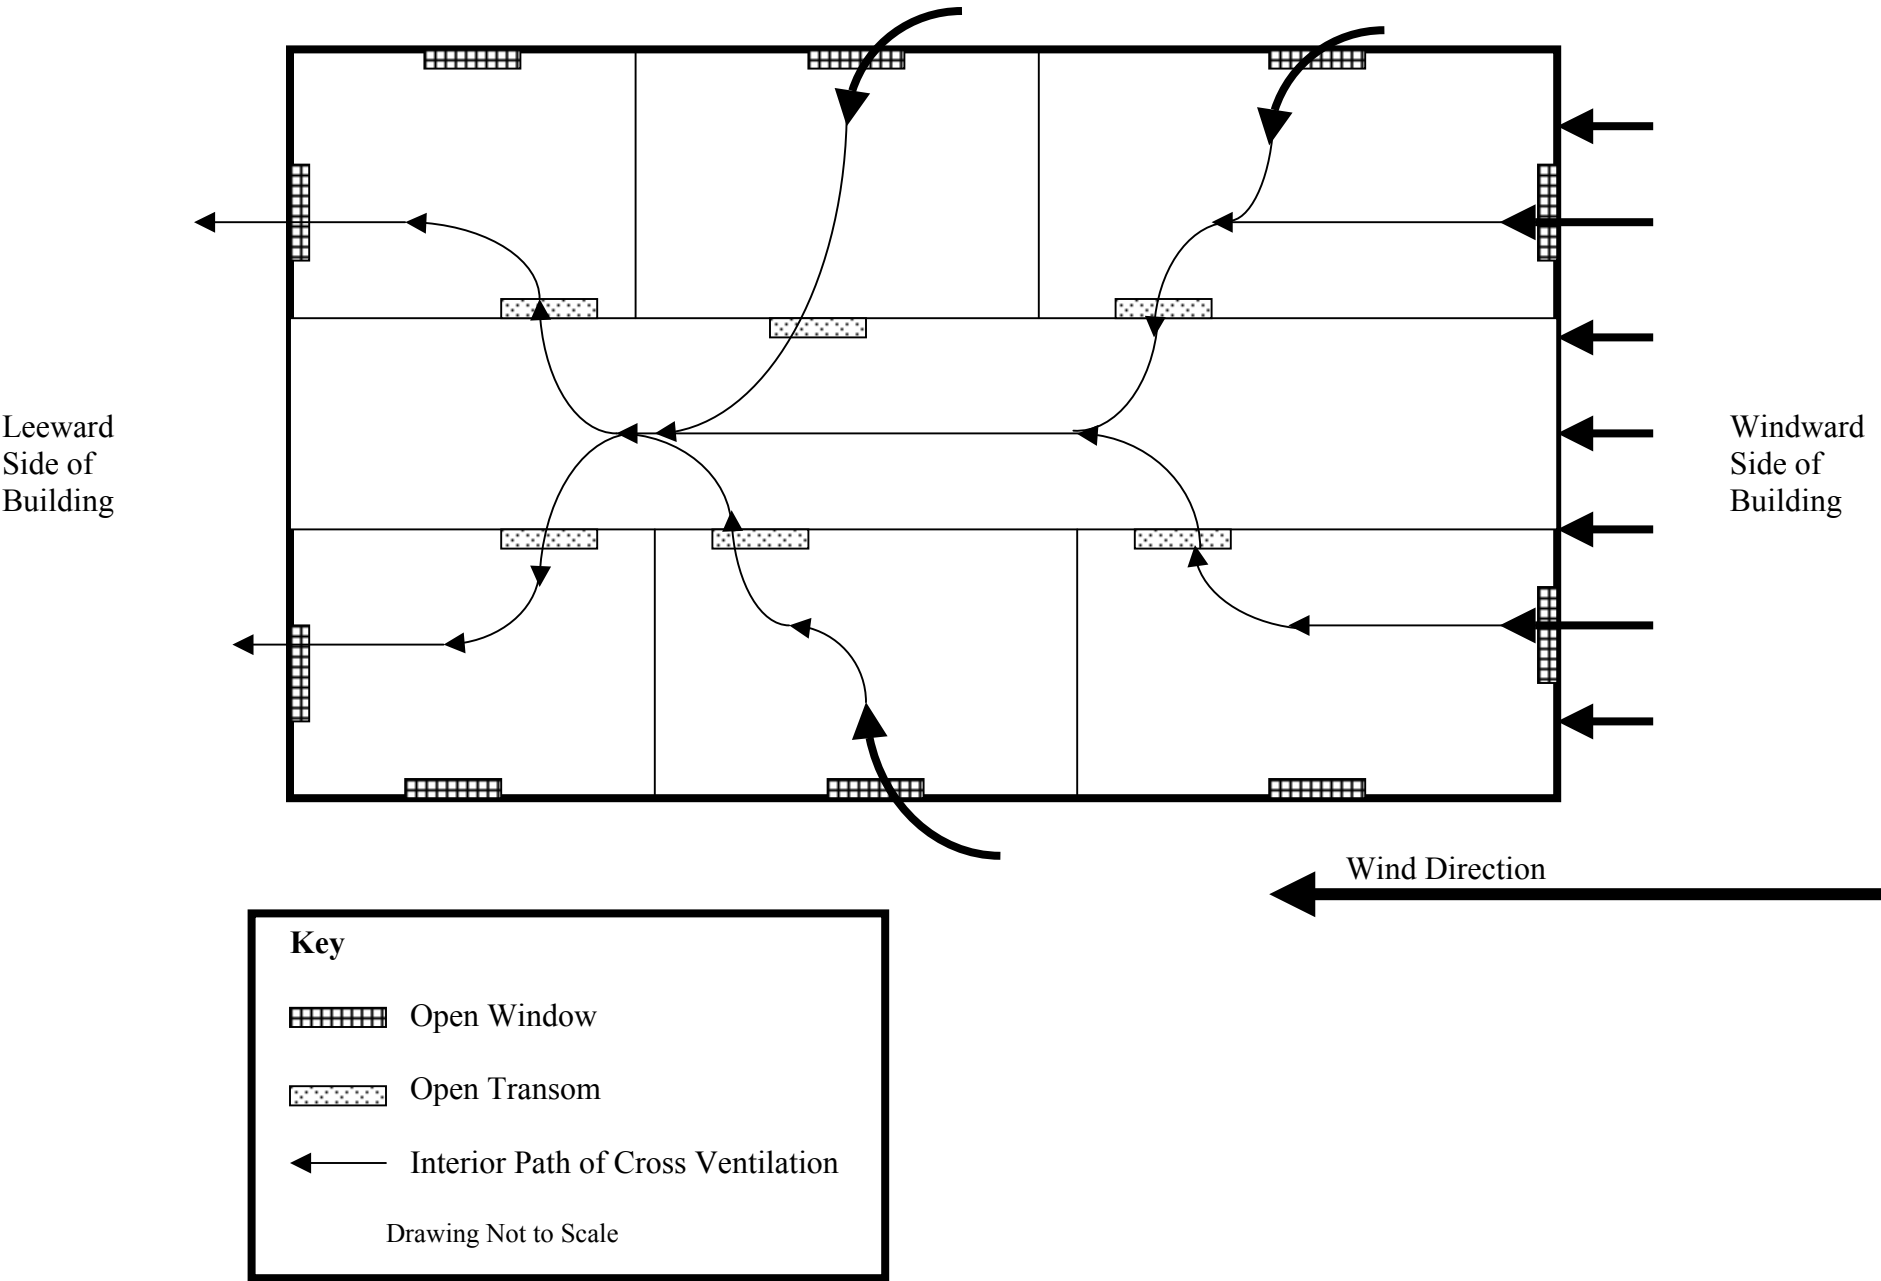 Leeward
Side of
Building
Windward
Side of
Building
Wind Direction
Key
Open Window
Open Transom
Interior Path of Cross Ventilation
Drawing Not to Scale